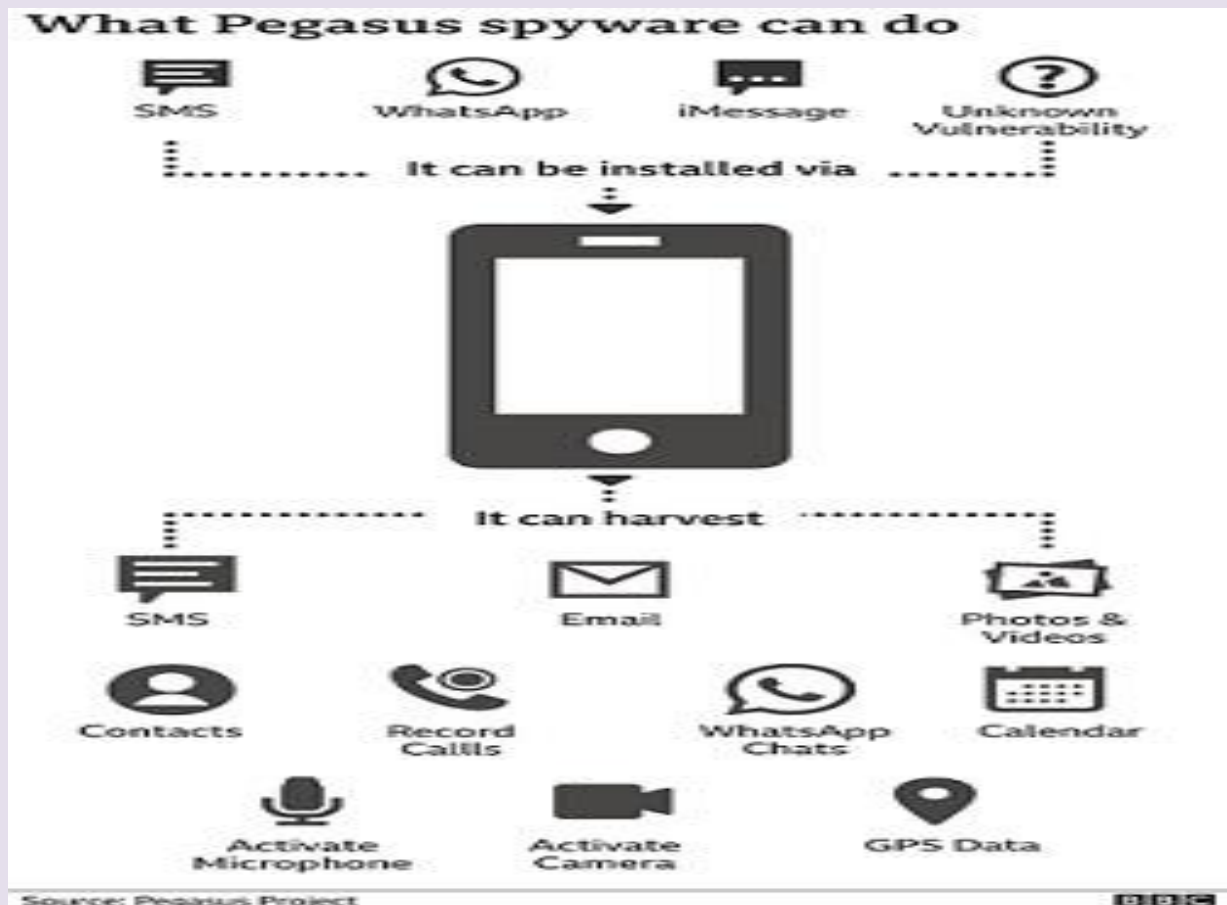 What Pegasus spyware can do
SMS WhatsApp iMessage Unknown
Vulnerability
It can be installed via
It can harvest
SMS Email Photos &
Videos
Contacts Record WhatsApp Calendar
Callls Chats
Activate Activate GPS Data
Microphone Camera
Source: Pegasus Project BBC